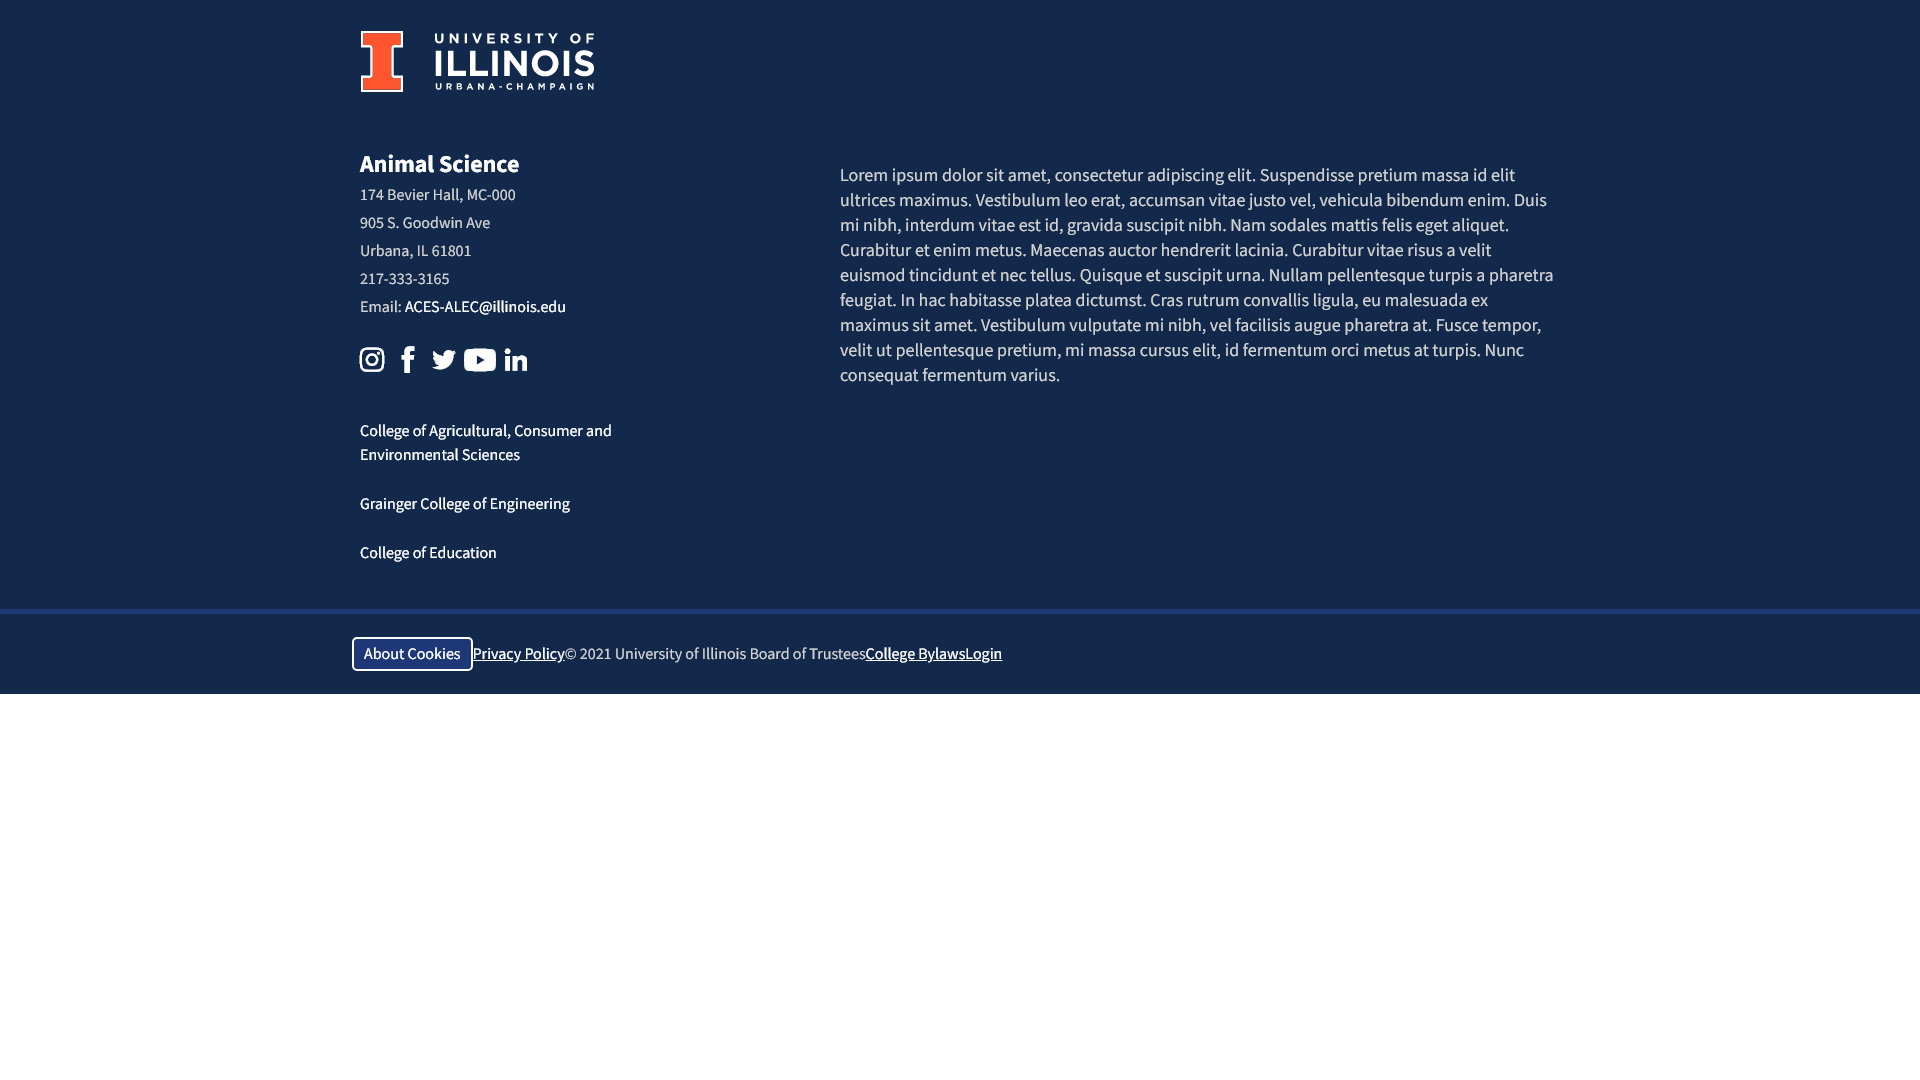 UNIVERSITY OF
ILLINOIS
URBANA-CHAMPAIGN
Animal Science
174 Bevier Hall, MC-000
905 S. Goodwin Ave
Urbana, IL 61801
217-333-3165
Email: ACES-ALEC@illinois.edu
College of Agricultural, Consumer and
Environmental Sciences
Grainger College of Engineering
College of Education
Lorem ipsum dolor sit amet, consectetur adipiscing elit. Suspendisse pretium massa id elit
ultrices maximus. Vestibulum leo erat, accumsan vitae justo vel, vehicula bibendum enim. Duis
mi nibh, interdum vitae est id, gravida suscipit nibh. Nam sodales mattis felis eget aliquet.
Curabitur et enim metus. Maecenas auctor hendrerit lacinia. Curabitur vitae risus a velit
euismod tincidunt et nec tellus. Quisque et suscipit urna. Nullam pellentesque turpis a pharetra
feugiat. In hac habitasse platea dictumst. Cras rutrum convallis ligula, eu malesuada ex
maximus sit amet. Vestibulum vulputate mi nibh, vel facilisis augue pharetra at. Fusce tempor,
velit ut pellentesque pretium, mi massa cursus elit, id fermentum orci metus at turpis. Nunc
consequat fermentum varius.
About Cookies Privacy Policy© 2021 University of Illinois Board of TrusteesCollege BylawsLogin